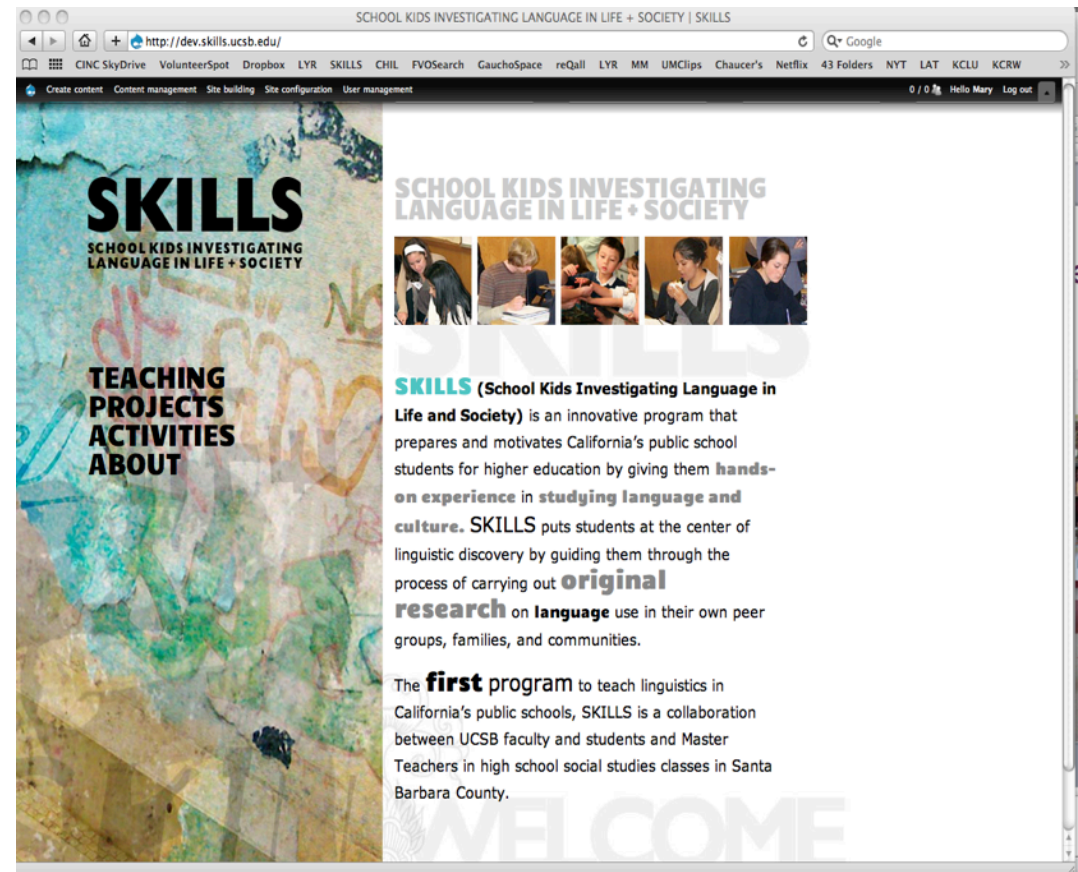 SCHOOL KIDS INVESTIGATING LANGUAGE IN LIFE + SOCIETY | SKILLS
http://dev.skills.ucsb.edu/
Google
CINC SkyDrive VolunteerSpot Dropbox LYR SKILLS CHIL FVOSearch GauchoSpace reQall LYR MM UMClips Chaucer's Netflix 43 Folders NYT LAT KCLU KCRW
Create content Content management Site building Site configuration User management 0 / 0 Hello Mary Log out
SKILLS
SCHOOL KIDS INVESTIGATING
LANGUAGE IN LIFE + SOCIETY
TEACHING
PROJECTS
ACTIVITIES
ABOUT
SCHOOL KIDS INVESTIGATING
LANGUAGE IN LIFE + SOCIETY
SKILLS
SKILLS (School Kids Investigating Language in
Life and Society) is an innovative program that
prepares and motivates California's public school
students for higher education by giving them hands-
on experience in studying language and
culture. SKILLS puts students at the center of
linguistic discovery by guiding them through the
process of carrying out original
research on language use in their own peer
groups, families, and communities.
The first program to teach linguistics in
California's public schools, SKILLS is a collaboration
between UCSB faculty and students and Master
Teachers in high school social studies classes in Santa
Barbara County.
WELCOME